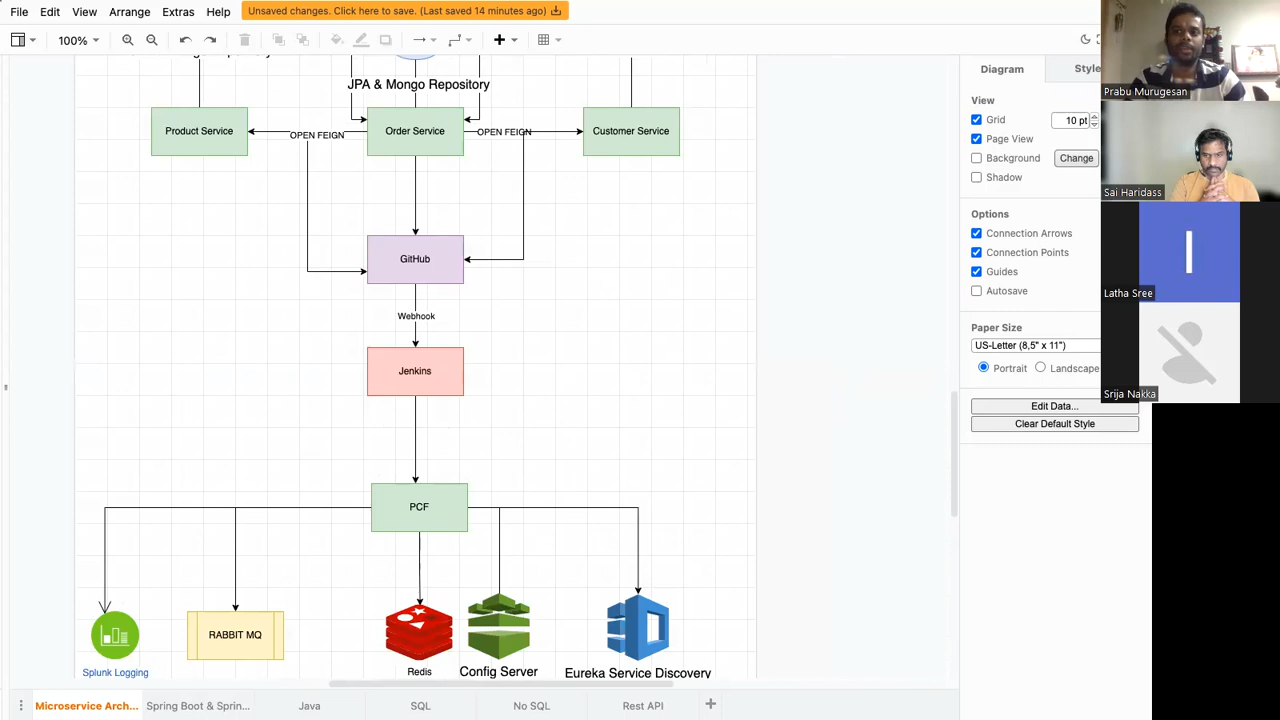 File Edit View Arrange Extras Help Unsaved changes. Click here to save. (Last saved 14 minutes ago)
100%
Prabu Murugesan
Sai Haridass
Latha Sree
Srija Nakka
JPA & Mongo Repository
Product Service
OPEN FEIGN
Order Service
OPEN FEIGN
Customer Service
GitHub
Webhook
Jenkins
PCF
Splunk Logging
RABBIT MQ
Redis
Config Server
Eureka Service Discovery
Diagram Style
View
Grid 10 pt
Page View
Background Change
Shadow
Options
Connection Arrows
Connection Points
Guides
Autosave
Paper Size
US-Letter (8,5" x 11")
Portrait Landscape
Edit Data...
Clear Default Style
Microservice Arch... Spring Boot & Sprin... Java SQL No SQL Rest API